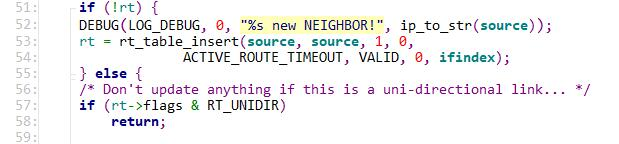 51: if (!rt) {
52: DEBUG(LOG_DEBUG, 0, "%s new NEIGHBOR!", ip_to_str(source));
53: rt = rt_table_insert(source, source, 1, 0,
54: ACTIVE_ROUTE_TIMEOUT, VALID, 0, ifindex);
55: } else {
56: /* Don't update anything if this is a uni-directional link... */
57: if (rt->flags & RT_UNIDIR)
58: return;
59: